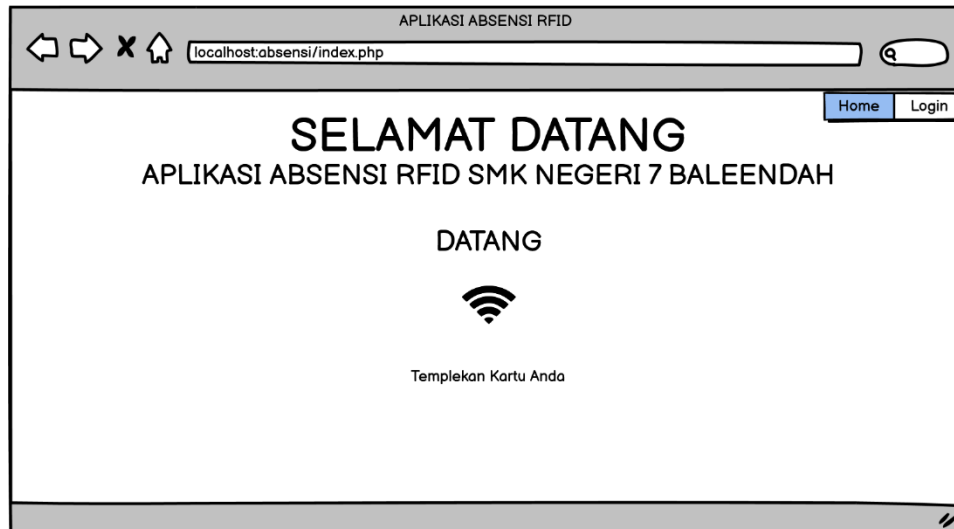 APLIKASI ABSENSI RFID
localhost:absensi/index.php
Home Login
SELAMAT DATANG
APLIKASI ABSENSI RFID SMK NEGERI 7 BALEENDAH
DATANG
Templekan Kartu Anda